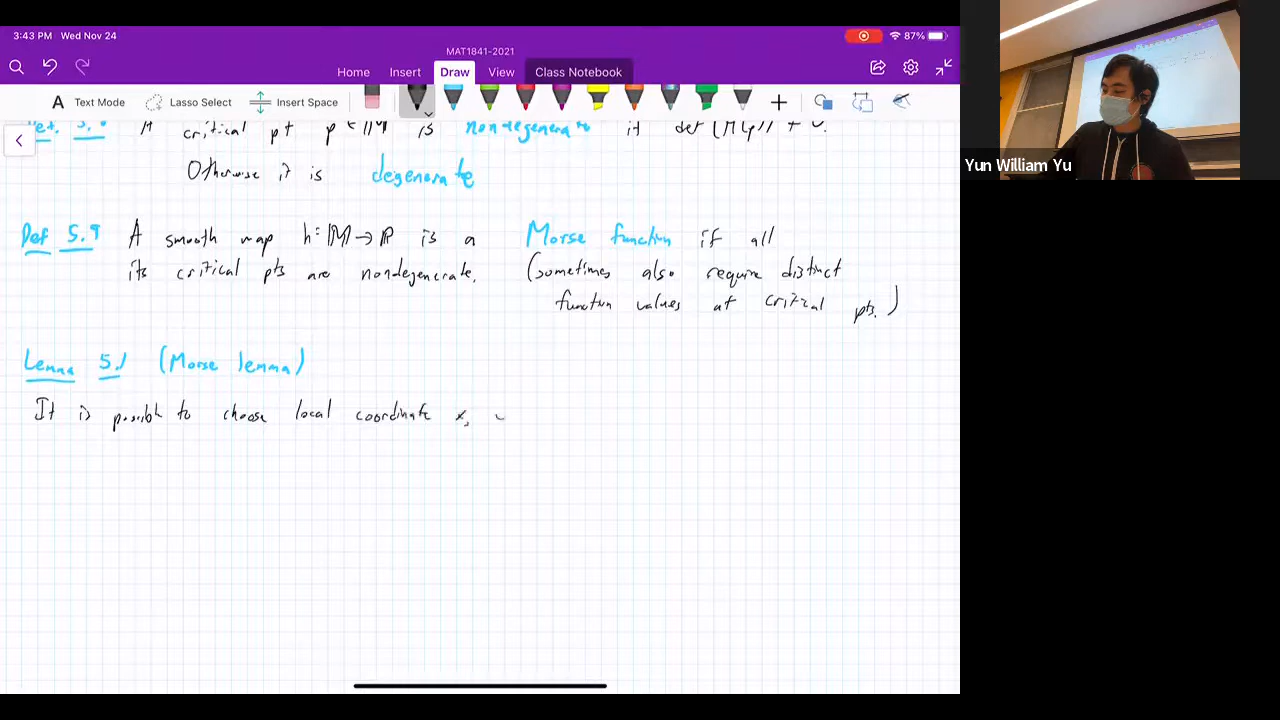 3:43 PM Wed Nov 24
87%
MAT1841-2021
Home Insert Draw View Class Notebook
Text Mode Lasso Select Insert Space
critical pt p ∈ |M| is nondegenerate if
Otherwise it is degenerate
Def 5.9 A smooth map h: |M| → ℝ is a Morse function if all
its critical pts are nondegenerate. (sometimes also require distinct
function values at critical pts.)
Lemma 5.1 (Morse lemma)
It is possible to choose local coordinate x,
Yun William Yu